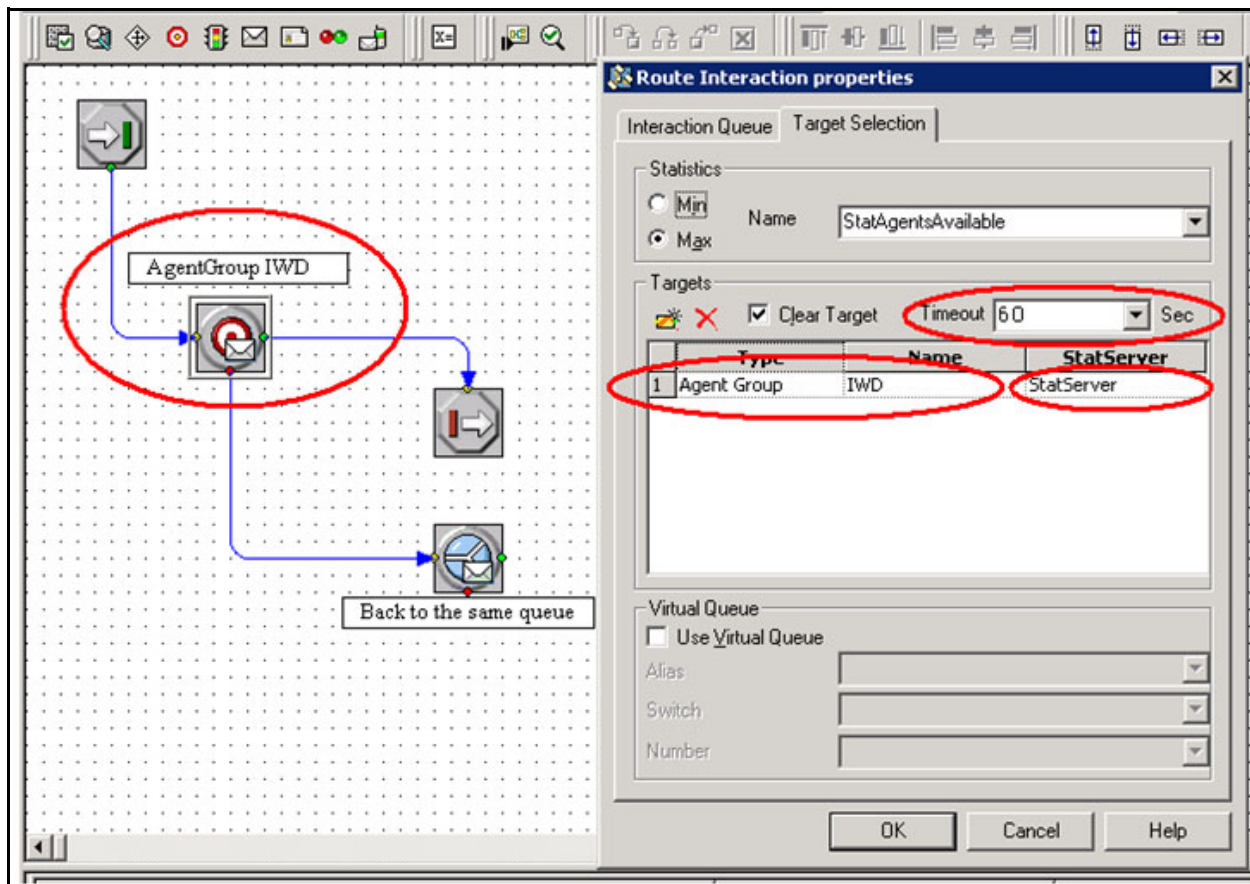 X=
Route Interaction properties
Interaction Queue
Target Selection
Statistics
Min
Max
Name
StatAgentsAvailable
AgentGroup IWD
Targets
Clear Target
Timeout
60
Sec
Type Name StatServer
1 Agent Group IWD StatServer
Back to the same queue
Virtual Queue
Use Virtual Queue
Alias
Switch
Number
OK
Cancel
Help